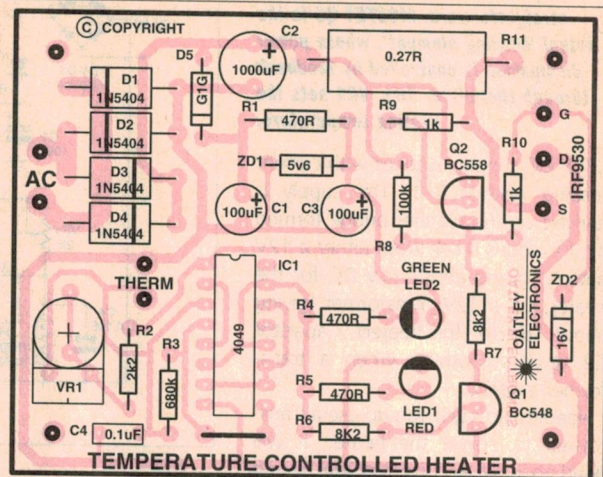 © COPYRIGHT
C2
1000uF
R11
0.27R
D5
G1G
D1
1N5404
D2
1N5404
D3
1N5404
D4
1N5404
AC
R1
470R
R9
1k
ZD1
5v6
Q2
BC558
R10
1k
G
D
S
IRF9530
100uF
C1
C3
100uF
100k
R8
THERM
IC1
4049
GREEN
LED2
R4
470R
8k2
R7
OATLEY
ELECTRONICS
ZD2
16v
VR1
R2
2k2
R3
680k
R5
470R
LED1
RED
Q1
BC548
R6
8K2
C4
0.1uF
TEMPERATURE CONTROLLED HEATER